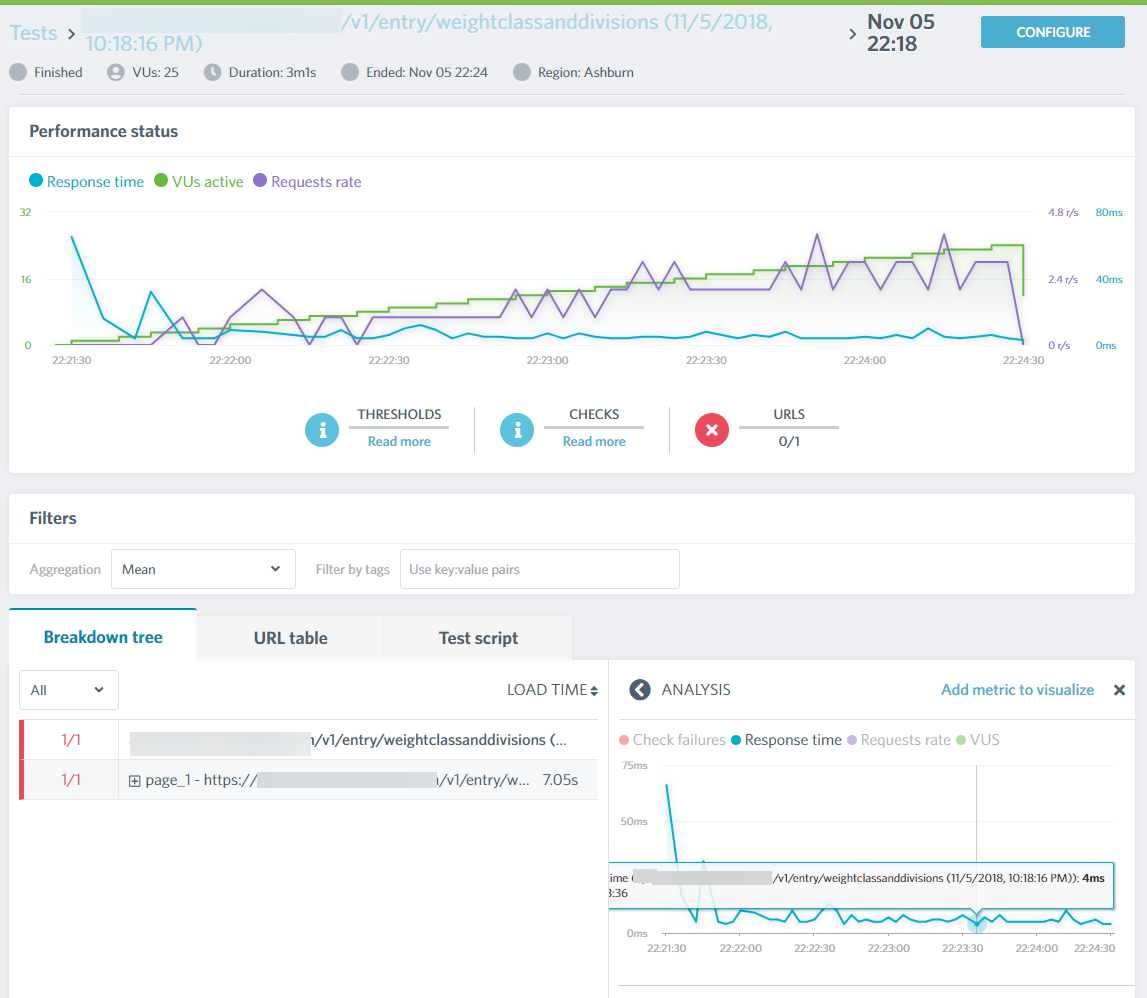 Tests > /v1/entry/weightclassanddivisions (11/5/2018,
10:18:16 PM)
> Nov 05
22:18
CONFIGURE
Finished VUs: 25 Duration: 3m1s Ended: Nov 05 22:24 Region: Ashburn
Performance status
Response time VUs active Requests rate
32 4.8 r/s 80ms
16 2.4 r/s 40ms
0 0 r/s 0ms
22:21:30 22:22:00 22:22:30 22:23:00 22:23:30 22:24:00 22:24:30
THRESHOLDS CHECKS URLS
Read more Read more 0/1
Filters
Aggregation Mean Filter by tags Use key:value pairs
Breakdown tree URL table Test script
All LOAD TIME
1/1 /v1/entry/weightclassanddivisions (...
1/1 page_1 - https:// /v1/entry/w... 7.05s
ANALYSIS Add metric to visualize
Check failures Response time Requests rate VUS
75ms
50ms
ime /v1/entry/weightclassanddivisions (11/5/2018, 10:18:16 PM)): 4ms
3:36
0ms
22:21:30 22:22:00 22:22:30 22:23:00 22:23:30 22:24:00 22:24:30